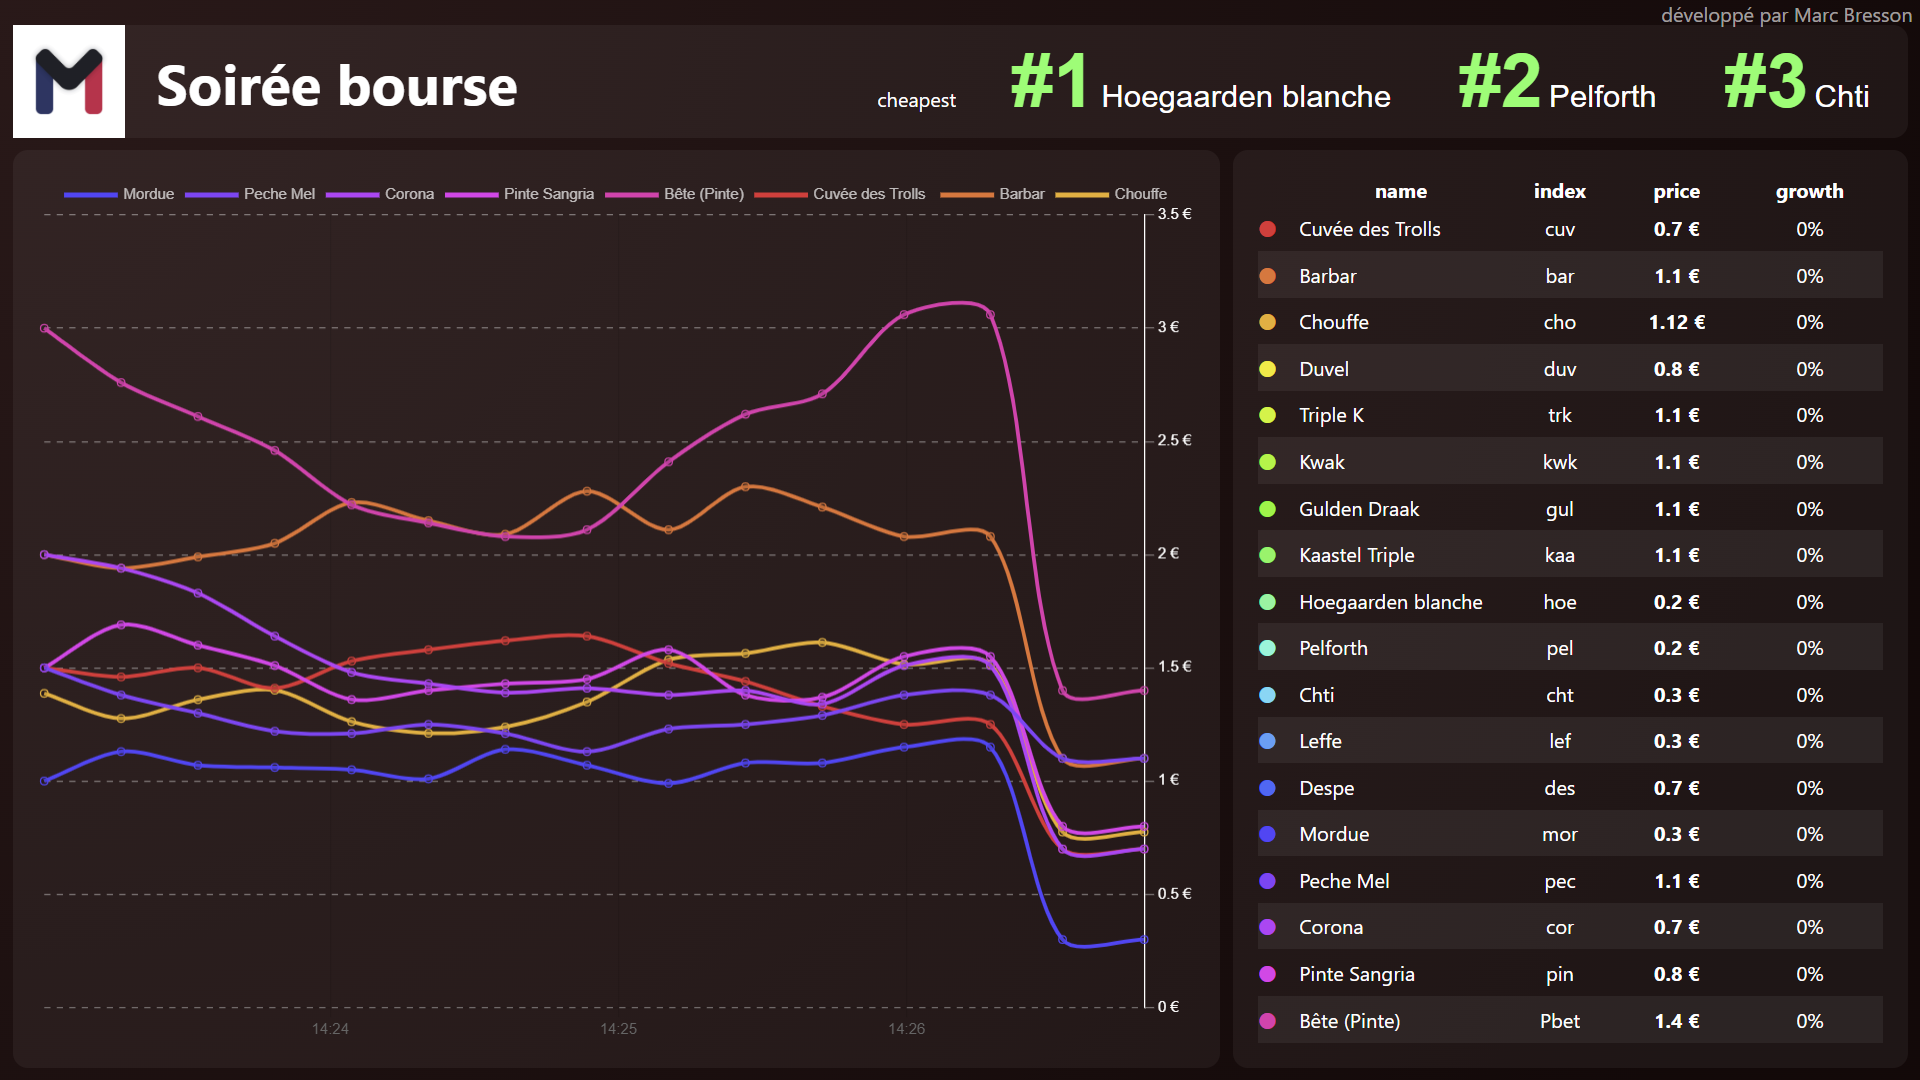 développé par Marc Bresson
M Soirée bourse
cheapest #1 Hoegaarden blanche #2 Pelforth #3 Chti
Mordue Peche Mel Corona Pinte Sangria Bête (Pinte) Cuvée des Trolls Barbar Chouffe
3.5 €
3 €
2.5 €
2 €
1.5 €
1 €
0.5 €
0 €
14:24 14:25 14:26
name index price growth
Cuvée des Trolls cuv 0.7 € 0%
Barbar bar 1.1 € 0%
Chouffe cho 1.12 € 0%
Duvel duv 0.8 € 0%
Triple K trk 1.1 € 0%
Kwak kwk 1.1 € 0%
Gulden Draak gul 1.1 € 0%
Kaastel Triple kaa 1.1 € 0%
Hoegaarden blanche hoe 0.2 € 0%
Pelforth pel 0.2 € 0%
Chti cht 0.3 € 0%
Leffe lef 0.3 € 0%
Despe des 0.7 € 0%
Mordue mor 0.3 € 0%
Peche Mel pec 1.1 € 0%
Corona cor 0.7 € 0%
Pinte Sangria pin 0.8 € 0%
Bête (Pinte) Pbet 1.4 € 0%